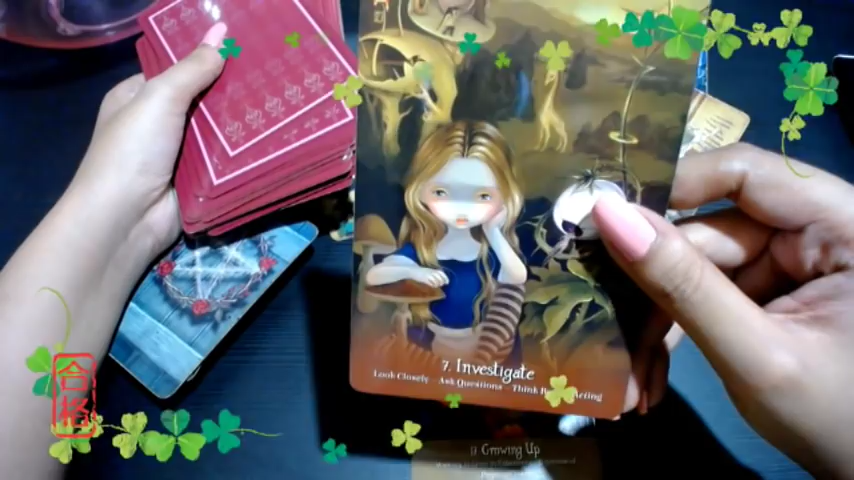 7. Investigate
Look Closely Ask Questions Think Acting
合格
11 Growing Up